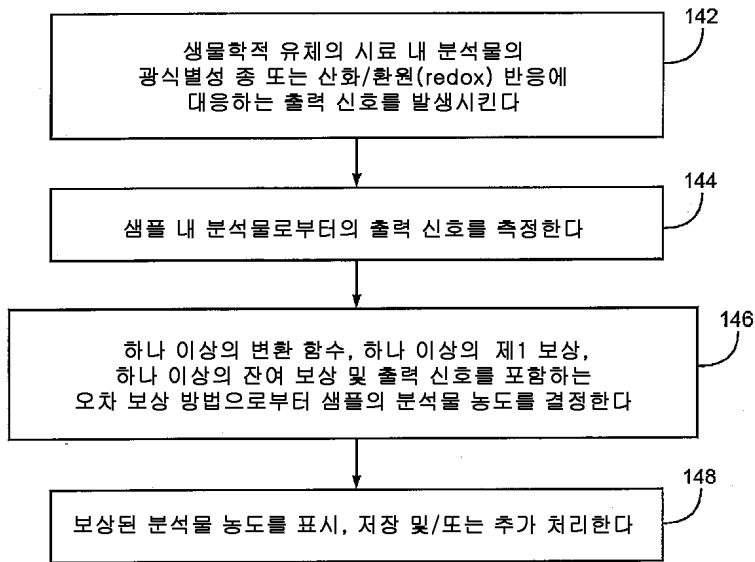 142
생물학적 유체의 시료 내 분석물의
광식별성 종 또는 산화/환원(redox) 반응에
대응하는 출력 신호를 발생시킨다
144
샘플 내 분석물로부터의 출력 신호를 측정한다
146
하나 이상의 변환 함수, 하나 이상의 제1 보상,
하나 이상의 잔여 보상 및 출력 신호를 포함하는
오차 보상 방법으로부터 샘플의 분석물 농도를 결정한다
148
보상된 분석물 농도를 표시, 저장 및/또는 추가 처리한다